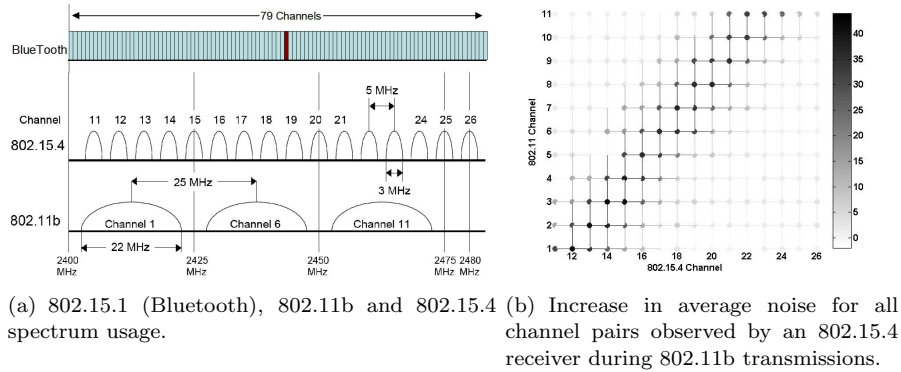 79 Channels
BlueTooth
5 MHz
Channel 11 12 13 14 15 16 17 18 19 20 21 24 25 26
802.15.4
25 MHz
3 MHz
802.11b
Channel 1 Channel 6 Channel 11
22 MHz
2400 MHz
2425 MHz
2450 MHz
2475 MHz
2480 MHz
(a) 802.15.1 (Bluetooth), 802.11b and 802.15.4
spectrum usage.
11
10
9
8
7
6
5
4
3
2
1
802.11 Channel
12 14 16 18 20 22 24 26
802.15.4 Channel
40
35
30
25
20
15
10
5
0
(b) Increase in average noise for all
channel pairs observed by an 802.15.4
receiver during 802.11b transmissions.